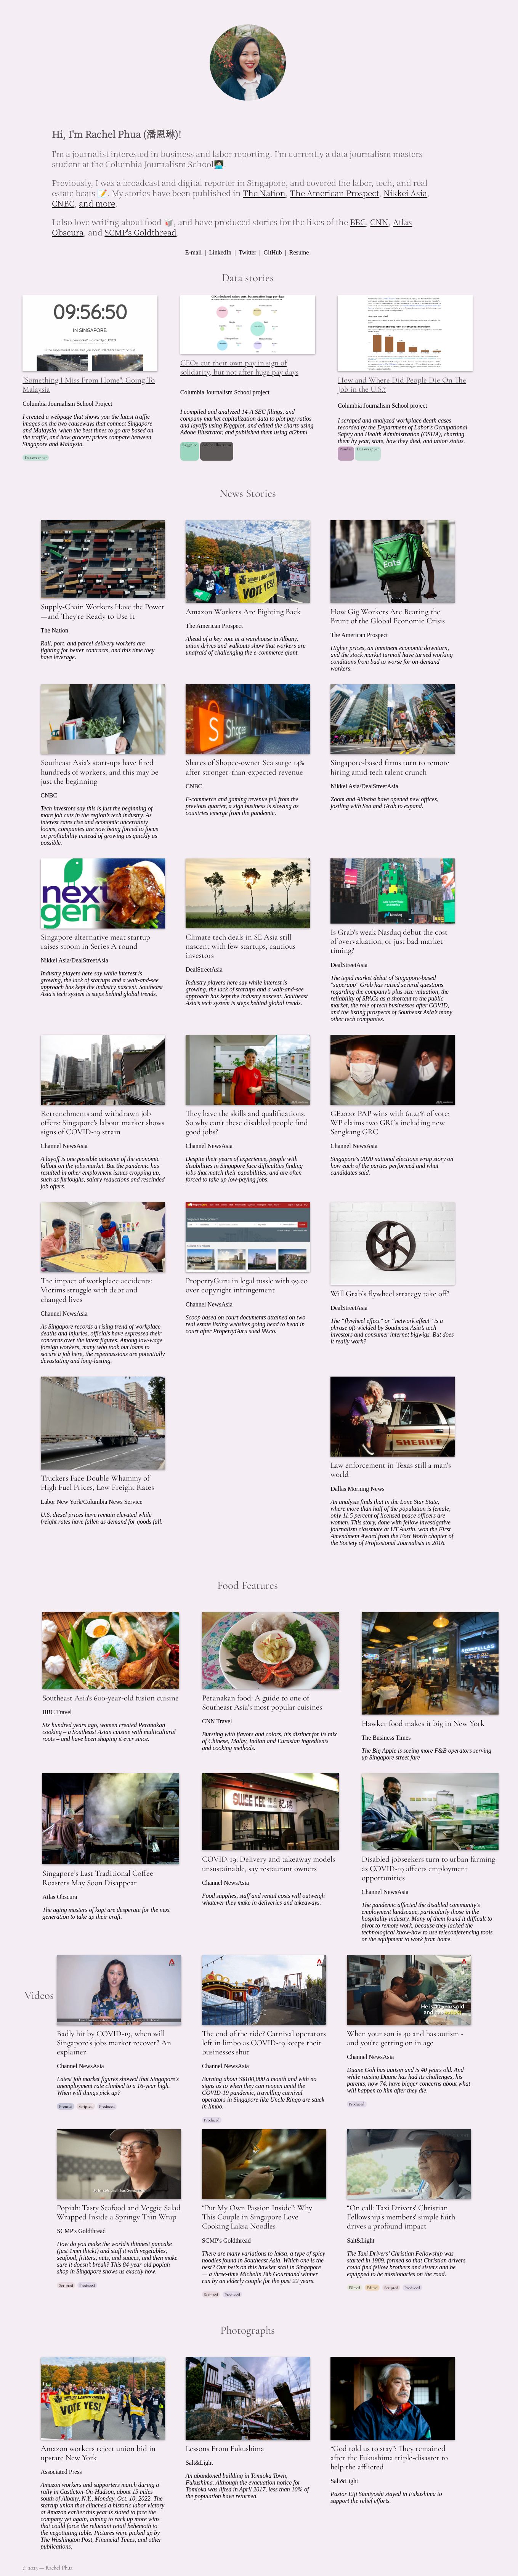 Hi, I'm Rachel Phua (潘恩琳)!
I'm a journalist interested in business and labor reporting. I'm currently a data journalism masters
student at the Columbia Journalism School👩🏻‍💻.
Previously, I was a broadcast and digital reporter in Singapore, and covered the labor, tech, and real
estate beats 📝. My stories have been published in The Nation, The American Prospect, Nikkei Asia,
CNBC, and more.
I also love writing about food 🥡, and have produced stories for the likes of the BBC, CNN, Atlas
Obscura, and SCMP's Goldthread.
E-mail | LinkedIn | Twitter | GitHub | Resume
Data stories
09:56:50
IN SINGAPORE.
"Something I Miss From Home": Going To
Malaysia
Columbia Journalism School Project
I created a webpage that shows you the latest traffic
images on the two causeways that connect Singapore
and Malaysia, when the best times to go are based on
the traffic, and how grocery prices compare between
Singapore and Malaysia.
Datawrapper
CEOs cut their own pay in sign of
solidarity, but not after huge pay days
Columbia Journalism School project
I compiled and analyzed 14-A SEC filings, and
company market capitalization data to plot pay ratios
and layoffs using R/ggplot, and edited the charts using
Adobe Illustrator, and published them using ai2html.
R/ggplot
How and Where Did People Die On The
Job in the U.S.?
Columbia Journalism School project
I scraped and analyzed workplace death cases
recorded by the Department of Labor's Occupational
Safety and Health Administration (OSHA), charting
them by year, state, how they died, and union status.
Pandas
Datawrapper
News Stories
Supply-Chain Workers Have the Power
—and They're Ready to Use It
The Nation
Rail, port, and parcel delivery workers are
fighting for better contracts, and this time they
have leverage.
VOTE YES!
Amazon Workers Are Fighting Back
The American Prospect
Ahead of a key vote at a warehouse in Albany,
union drives and walkouts show that workers are
unafraid of challenging the e-commerce giant.
Uber
Eats
How Gig Workers Are Bearing the
Brunt of the Global Economic Crisis
The American Prospect
Higher prices, an imminent economic downturn,
and the stock market turmoil have turned working
conditions from bad to worse for on-demand
workers.
Southeast Asia's start-ups have fired
hundreds of workers, and this may be
just the beginning
CNBC
Tech investors say this is just the beginning of
more job cuts in the region's tech industry. As
interest rates rise and economic uncertainty
looms, companies are now being forced to focus
on profitability instead of growing as quickly as
possible.
Shopee
Shares of Shopee-owner Sea surge 14%
after stronger-than-expected revenue
CNBC
E-commerce and gaming revenue fell from the
previous quarter, a sign business is slowing as
countries emerge from the pandemic.
Singapore-based firms turn to remote
hiring amid tech talent crunch
Nikkei Asia/DealStreetAsia
Zoom and Alibaba have opened new offices,
jostling with Sea and Grab to expand.
next
gen
Singapore alternative meat startup
raises $100m in Series A round
Nikkei Asia/DealStreetAsia
Industry players here say while interest is
growing, the lack of startups and a wait-and-see
approach has kept the industry nascent. Southeast
Asia's tech system is steps behind global trends.
Climate tech deals in SE Asia still
nascent with few startups, cautious
investors
DealStreetAsia
Industry players here say while interest is
growing, the lack of startups and a wait-and-see
approach has kept the industry nascent. Southeast
Asia's tech system is steps behind global trends.
Nasdaq
Is Grab's weak Nasdaq debut the cost
of overvaluation, or just bad market
timing?
DealStreetAsia
The tepid market debut of Singapore-based
"superapp" Grab has raised several questions
regarding the company's plus-size valuation, the
reliability of SPACs as a shortcut to the public
market, the role of tech businesses after COVID,
and the listing prospects of Southeast Asia's many
other tech companies.
Retrenchments and withdrawn job
offers: Singapore's labour market shows
signs of COVID-19 strain
Channel NewsAsia
A layoff is one possible outcome of the economic
fallout on the jobs market. But the pandemic has
resulted in other employment issues cropping up,
such as furloughs, salary reductions and rescinded
job offers.
They have the skills and qualifications.
So why can't these disabled people find
good jobs?
Channel NewsAsia
Despite their years of experience, people with
disabilities in Singapore face difficulties finding
jobs that match their capabilities, and are often
forced to take up low-paying jobs.
GE2020: PAP wins with 61.24% of vote;
WP claims two GRCs including new
Sengkang GRC
Channel NewsAsia
Singapore's 2020 national elections wrap story on
how each of the parties performed and what
candidates said.
The impact of workplace accidents:
Victims struggle with debt and
changed lives
Channel NewsAsia
As Singapore records a rising trend of workplace
deaths and injuries, officials have expressed their
concerns over the latest figures. Among low-wage
foreign workers, many who took out loans to
secure a job here, the repercussions are potentially
devastating and long-lasting.
PropertyGuru in legal tussle with 99.co
over copyright infringement
Channel NewsAsia
Scoop based on court documents attained on two
real estate listing websites going head to head in
court after PropertyGuru sued 99.co.
Will Grab's flywheel strategy take off?
DealStreetAsia
The "flywheel effect" or "network effect" is a
phrase oft-wielded by Southeast Asia's tech
investors and consumer internet bigwigs. But does
it really work?
Truckers Face Double Whammy of
High Fuel Prices, Low Freight Rates
Labor New York/Columbia News Service
U.S. diesel prices have remain elevated while
freight rates have fallen as demand for goods fall.
SHERIFF
Law enforcement in Texas still a man's
world
Dallas Morning News
An analysis finds that in the Lone Star State,
where more than half of the population is female,
only 11.5 percent of licensed peace officers are
women. This story, done with fellow investigative
journalism classmate at UT Austin, won the First
Amendment Award from the Fort Worth chapter of
the Society of Professional Journalists in 2016.
Food Features
Southeast Asia's 600-year-old fusion cuisine
BBC Travel
Six hundred years ago, women created Peranakan
cooking – a Southeast Asian cuisine with multicultural
roots – and have been shaping it ever since.
Peranakan food: A guide to one of
Southeast Asia's most popular cuisines
CNN Travel
Bursting with flavors and colors, it's distinct for its mix
of Chinese, Malay, Indian and Eurasian ingredients
and cooking methods.
Hawker food makes it big in New York
The Business Times
The Big Apple is seeing more F&B operators serving
up Singapore street fare
Singapore's Last Traditional Coffee
Roasters May Soon Disappear
Atlas Obscura
The aging masters of kopi are desperate for the next
generation to take up their craft.
SWEE KEE
COVID-19: Delivery and takeaway models
unsustainable, say restaurant owners
Channel NewsAsia
Food supplies, staff and rental costs will outweigh
whatever they make in deliveries and takeaways.
Disabled jobseekers turn to urban farming
as COVID-19 affects employment
opportunities
Channel NewsAsia
The pandemic affected the disabled community's
employment landscape, particularly those in the
hospitality industry. Many of them found it difficult to
pivot to remote work, because they lacked the
technological know-how to use teleconferencing tools
or the equipment to work from home.
Videos
Badly hit by COVID-19, when will
Singapore's jobs market recover? An
explainer
Channel NewsAsia
Latest job market figures showed that Singapore's
unemployment rate climbed to a 16-year high.
When will things pick up?
Fronted
Scripted
Produced
The end of the ride? Carnival operators
left in limbo as COVID-19 keeps their
businesses shut
Channel NewsAsia
Burning about S$100,000 a month and with no
signs as to when they can reopen amid the
COVID-19 pandemic, travelling carnival
operators in Singapore like Uncle Ringo are stuck
in limbo.
Produced
When your son is 40 and has autism -
and you're getting on in age
Channel NewsAsia
Duane Goh has autism and is 40 years old. And
while raising Duane has had its challenges, his
parents, now 74, have bigger concerns about what
will happen to him after they die.
Produced
Popiah: Tasty Seafood and Veggie Salad
Wrapped Inside a Springy Thin Wrap
SCMP's Goldthread
How do you make the world's thinnest pancake
(just 1mm thick!) and stuff it with vegetables,
seafood, fritters, nuts, and sauces, and then make
sure it doesn't break? This 84-year-old popiah
shop in Singapore shows us exactly how.
Scripted
Produced
"Put My Own Passion Inside": Why
This Couple in Singapore Love
Cooking Laksa Noodles
SCMP's Goldthread
There are many variations to laksa, a type of spicy
noodles found in Southeast Asia. Which one is the
best? Our bet's on this hawker stall in Singapore
— a three-time Michelin Bib Gourmand winner
run by an elderly couple for the past 22 years.
Scripted
Produced
"On call: Taxi Drivers' Christian
Fellowship's members' simple faith
drives a profound impact
Salt&Light
The Taxi Drivers' Christian Fellowship was
started in 1989, formed so that Christian drivers
could find fellow brothers and sisters and be
equipped to be missionaries on the road.
Filmed
Edited
Scripted
Produced
Photographs
VOTE YES!
Amazon workers reject union bid in
upstate New York
Associated Press
Amazon workers and supporters march during a
rally in Castleton-On-Hudson, about 15 miles
south of Albany, N.Y., Monday, Oct. 10, 2022. The
startup union that clinched a historic labor victory
at Amazon earlier this year is slated to face the
company yet again, aiming to rack up more wins
that could force the reluctant retail behemoth to
the negotiating table. Pictures were picked up by
The Washington Post, Financial Times, and other
publications.
Lessons From Fukushima
Salt&Light
An abandoned building in Tomioka Town,
Fukushima. Although the evacuation notice for
Tomioka was lifted in April 2017, less than 10% of
the population have returned.
"God told us to stay": They remained
after the Fukushima triple-disaster to
help the afflicted
Salt&Light
Pastor Eiji Sumiyoshi stayed in Fukushima to
support the relief efforts.
© 2023 — Rachel Phua